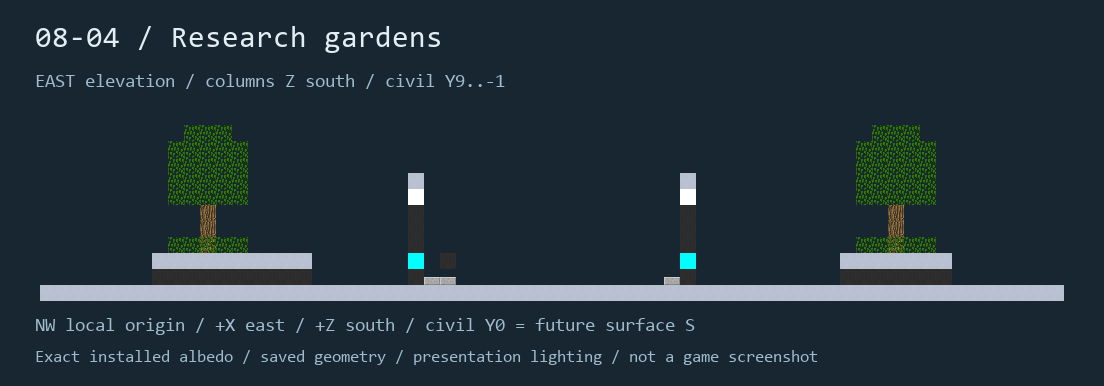 08-04 / Research gardens
EAST elevation / columns Z south / civil Y9..-1
NW local origin / +X east / +Z south / civil Y0 = future surface S
Exact installed albedo / saved geometry / presentation lighting / not a game screenshot